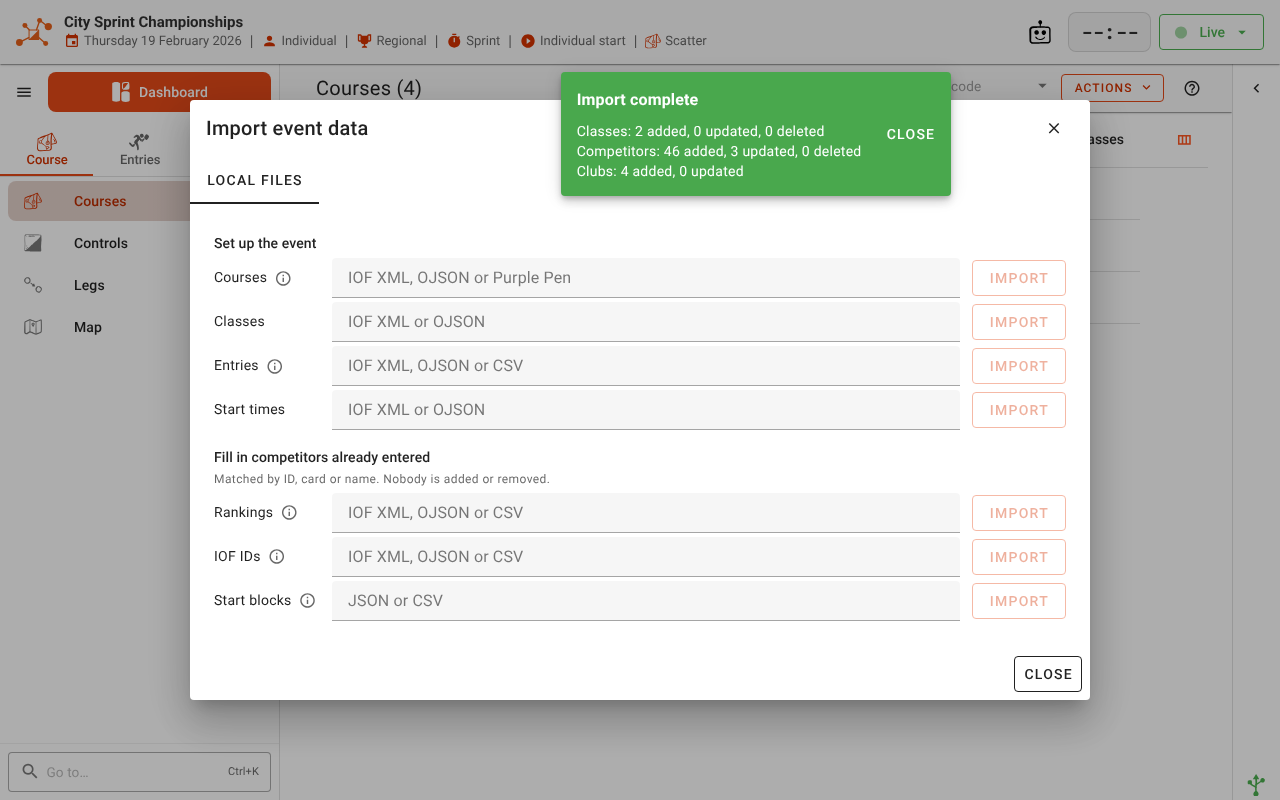 City Sprint Championships
Thursday 19 February 2026 | Individual | Regional | Sprint | Individual start | Scatter
--:--
Live
Dashboard
Courses (4)
code
ACTIONS
Course
Entries
Courses
Controls
Legs
Map
Import complete
Classes: 2 added, 0 updated, 0 deleted
Competitors: 46 added, 3 updated, 0 deleted
Clubs: 4 added, 0 updated
CLOSE
Import event data
LOCAL FILES
Set up the event
Courses IOF XML, OJSON or Purple Pen IMPORT
Classes IOF XML or OJSON IMPORT
Entries IOF XML, OJSON or CSV IMPORT
Start times IOF XML or OJSON IMPORT
Fill in competitors already entered
Matched by ID, card or name. Nobody is added or removed.
Rankings IOF XML, OJSON or CSV IMPORT
IOF IDs IOF XML, OJSON or CSV IMPORT
Start blocks JSON or CSV IMPORT
CLOSE
Go to... Ctrl+K